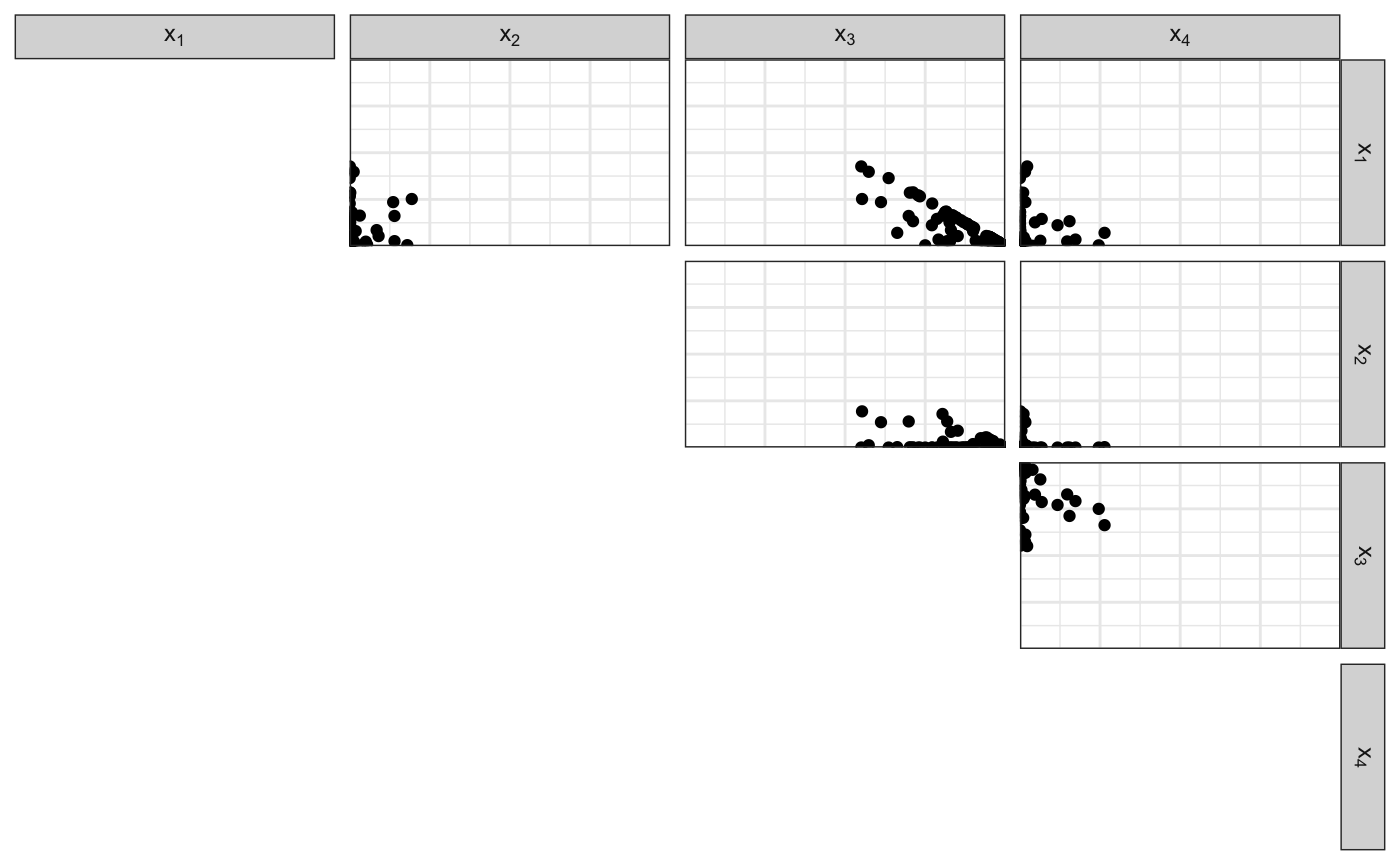 x₁ x₂ x₃ x₄
x₁
x₂
x₃
x₄